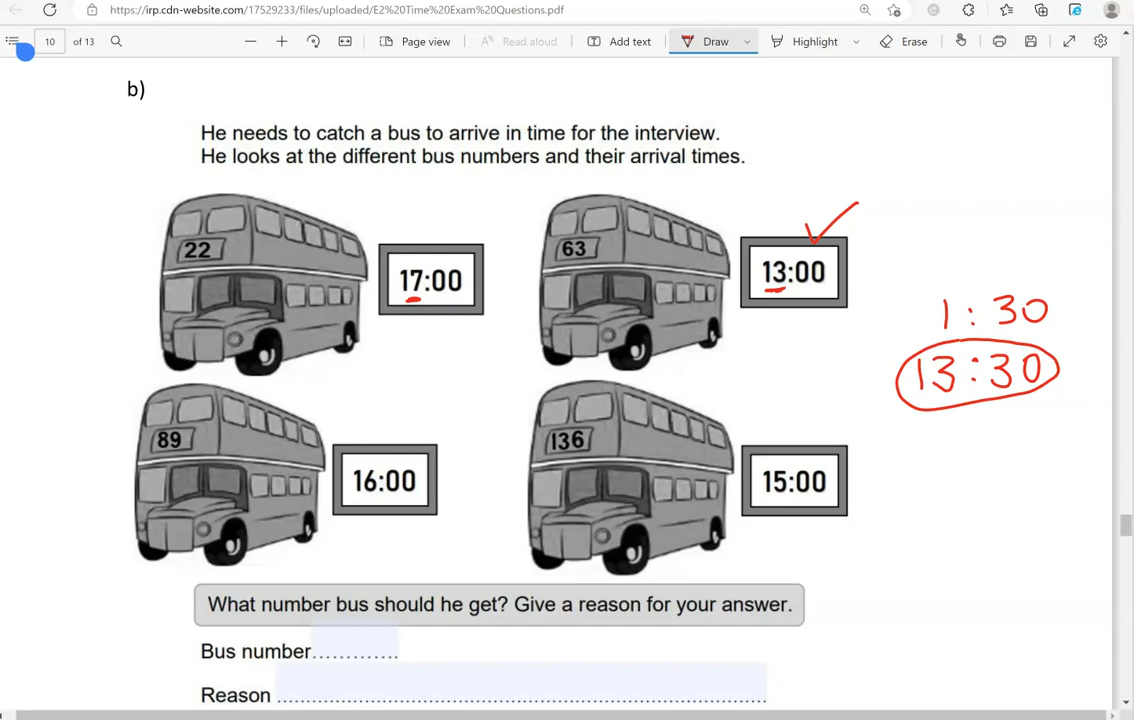 https://irp.cdn-website.com/17529233/files/uploaded/E2%20Time%20Exam%20Questions.pdf
10 of 13
Page view
Read aloud
Add text
Draw
Highlight
Erase
b)
He needs to catch a bus to arrive in time for the interview.
He looks at the different bus numbers and their arrival times.
22
17:00
63
13:00
1:30
13:30
89
16:00
136
15:00
What number bus should he get? Give a reason for your answer.
Bus number.............
Reason ................................................................................